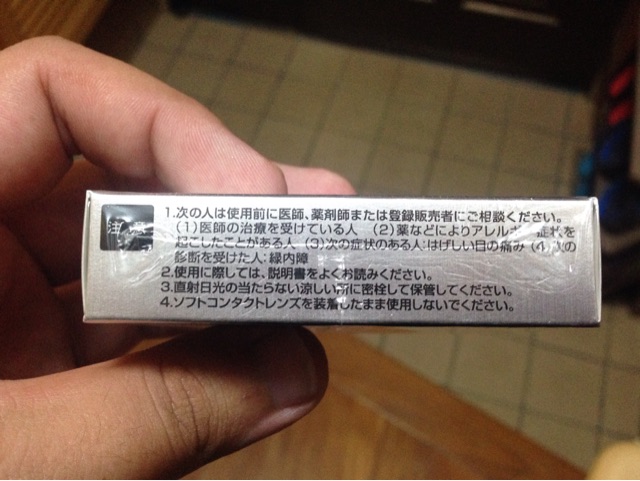 注
1.次の人は使用前に医師、薬剤師または登録販売者にご相談ください。
(1)医師の治療を受けている人 (2)薬などによりアレルギー症状を
起こしたことがある人 (3)次の症状のある人:はげしい目の痛み (4)次の
診断を受けた人:緑内障
2.使用に際しては、説明書をよくお読みください。
3.直射日光の当たらない涼しい所に密栓して保管してください。
4.ソフトコンタクトレンズを装着したまま使用しないでください。